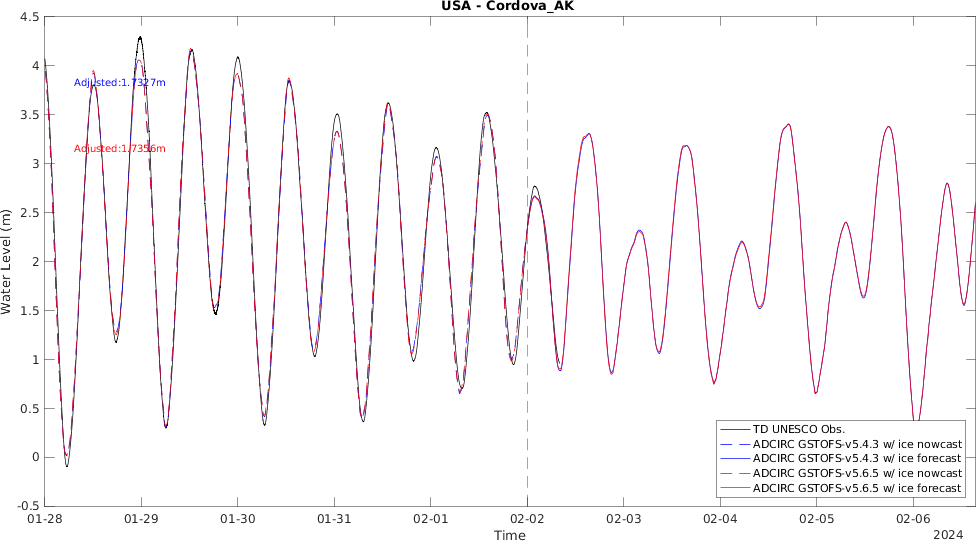 USA - Cordova_AK
4.5
4
Adjusted:1.7327m
3.5
Adjusted:1.7356m
3
2.5
2
1.5
1
0.5
0
-0.5
Water Level (m)
TD UNESCO Obs.
ADCIRC GSTOFS-v5.4.3 w/ ice nowcast
ADCIRC GSTOFS-v5.4.3 w/ ice forecast
ADCIRC GSTOFS-v5.6.5 w/ ice nowcast
ADCIRC GSTOFS-v5.6.5 w/ ice forecast
01-28 01-29 01-30 01-31 02-01 02-02 02-03 02-04 02-05 02-06
Time
2024